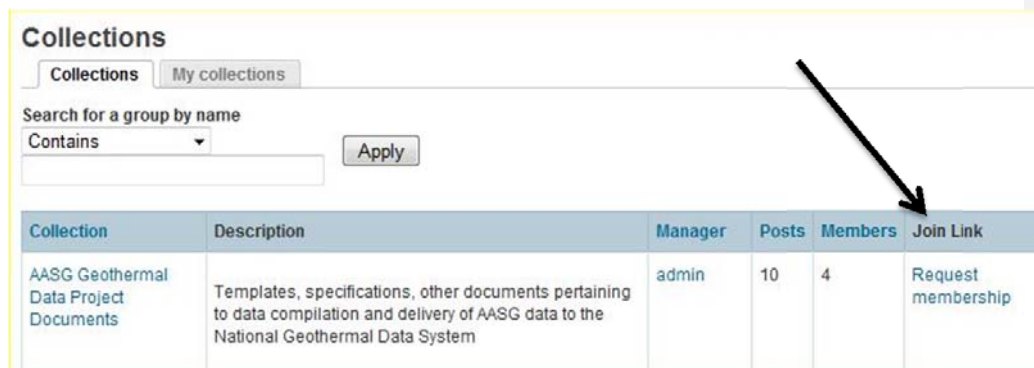 Collections
Collections My collections
Search for a group by name
Contains
Apply
Collection Description Manager Posts Members Join Link
AASG Geothermal
Data Project
Documents
Templates, specifications, other documents pertaining
to data compilation and delivery of AASG data to the
National Geothermal Data System
admin 10 4 Request
membership